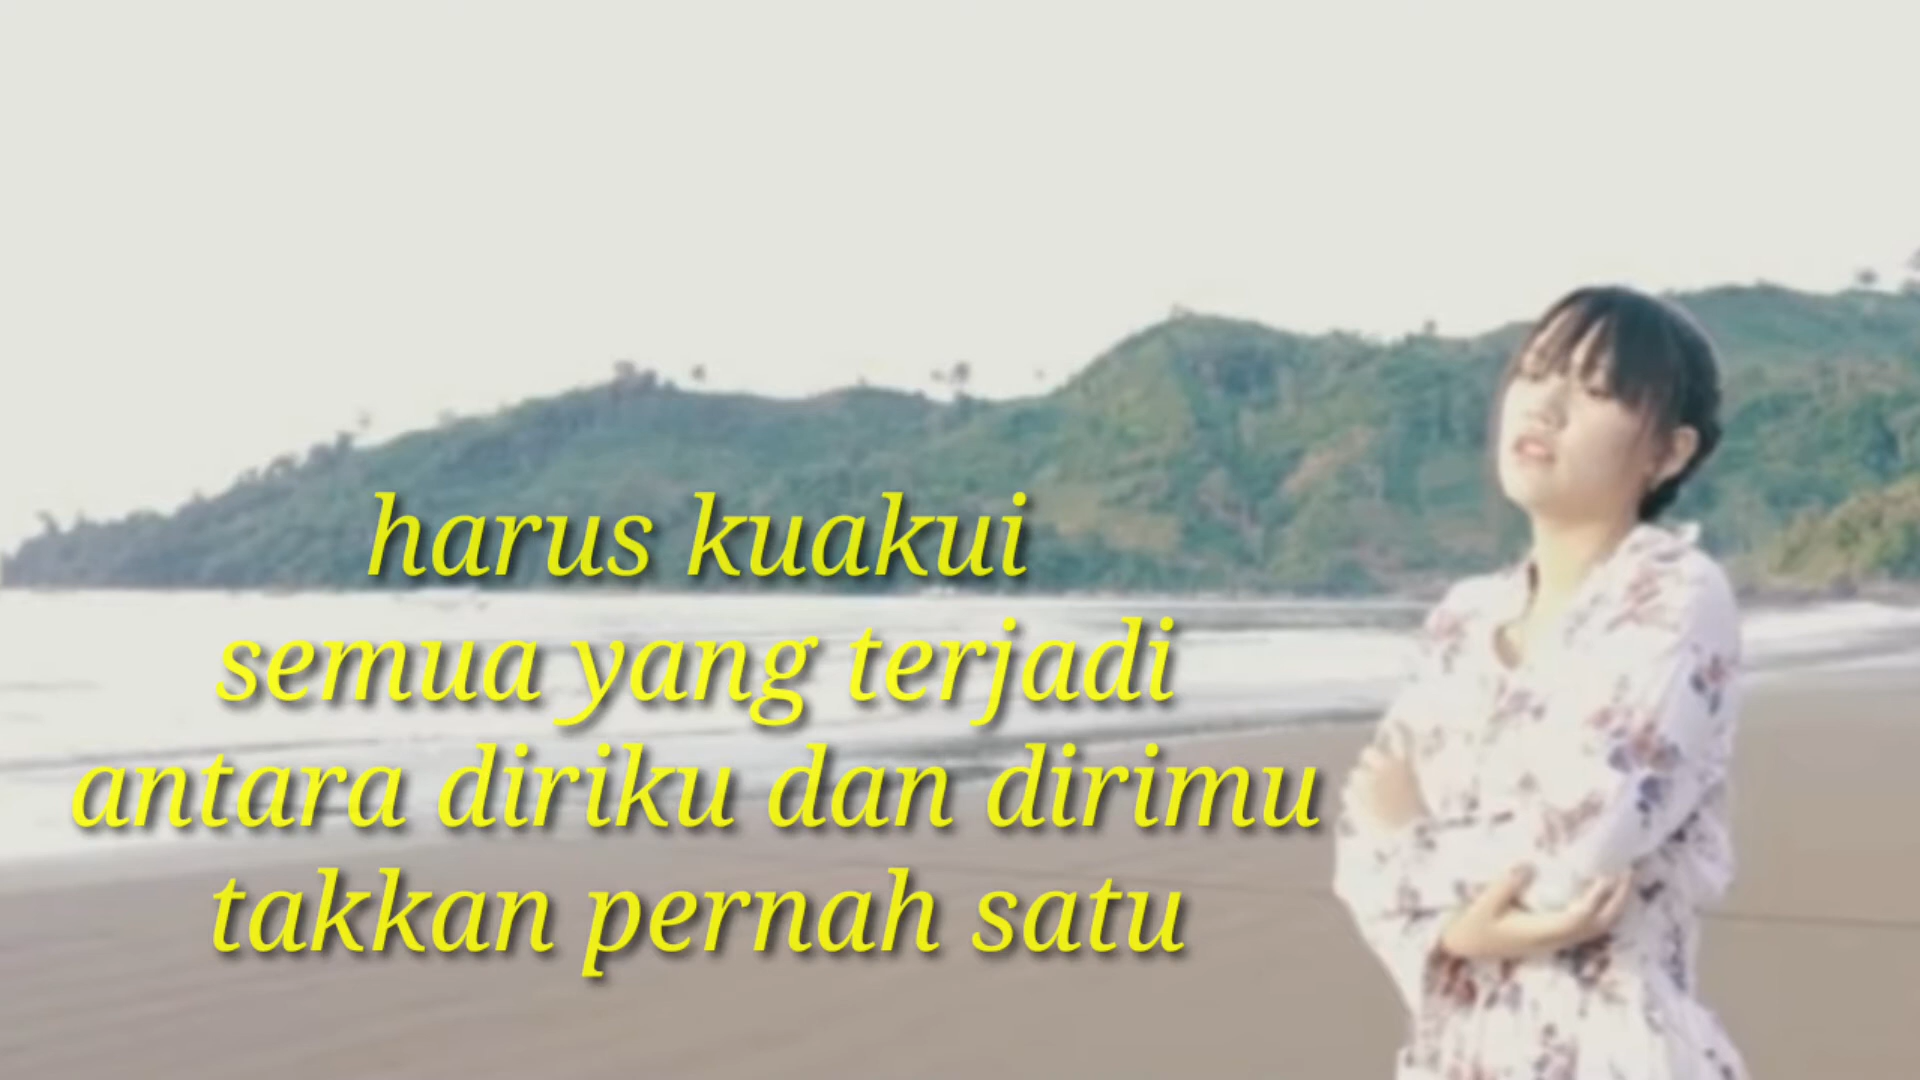 harus kuakui
semua yang terjadi
antara diriku dan dirimu
takkan pernah satu